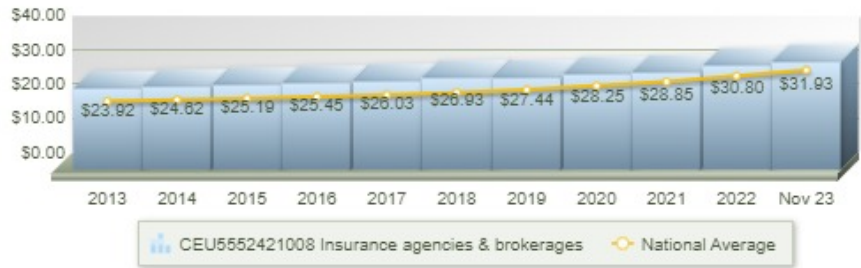 $40.00
$30.00
$20.00
$10.00
$0.00
$23.92 $24.62 $25.19 $25.45 $26.03 $26.93 $27.44 $28.25 $28.85 $30.80 $31.93
2013 2014 2015 2016 2017 2018 2019 2020 2021 2022 Nov 23
CEU5552421008 Insurance agencies & brokerages National Average